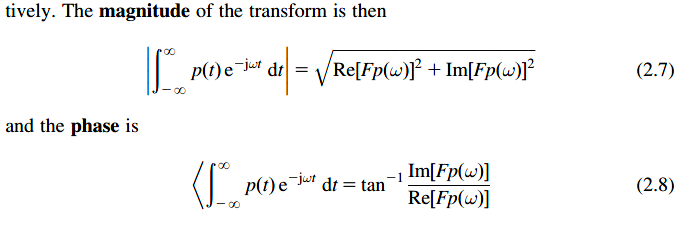 tively. The magnitude of the transform is then
|∫_{-∞}^{∞} p(t) e^{-jωt} dt| = √(Re[Fp(ω)]² + Im[Fp(ω)]²) (2.7)
and the phase is
⟨∫_{-∞}^{∞} p(t) e^{-jωt} dt = tan^{-1} Im[Fp(ω)] / Re[Fp(ω)] (2.8)